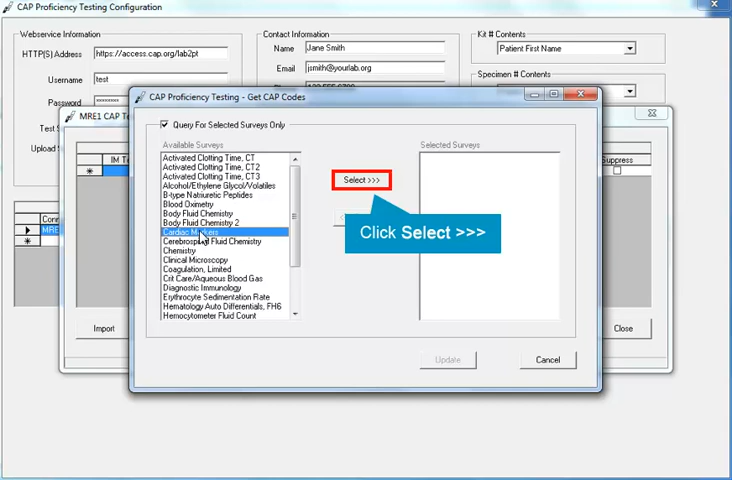 CAP Proficiency Testing Configuration
Webservice Information
HTTP(S) Address
https://access.cap.org/lab2pt
Username
test
Password
xxxxxxxx
Contact Information
Name
Jane Smith
Email
jsmith@yourlab.org
Kit # Contents
Patient First Name
Specimen # Contents
MRE1 CAP
IM
Suppress
MRE
Import
Close
CAP Proficiency Testing - Get CAP Codes
Query For Selected Surveys Only
Available Surveys
Activated Clotting Time, CT
Activated Clotting Time, CT2
Activated Clotting Time, CT3
Alcohol/Ethylene Glycol/Volatiles
B-type Natriuretic Peptides
Blood Oximetry
Body Fluid Chemistry
Body Fluid Chemistry 2
Cardiac Markers
Cerebrospinal Fluid Chemistry
Chemistry
Clinical Microscopy
Coagulation, Limited
Crit Care/Aqueous Blood Gas
Diagnostic Immunology
Erythrocyte Sedimentation Rate
Hematology Auto Differentials, FH6
Hemocytometer Fluid Count
Select >>>
Click Select >>>
Selected Surveys
Update
Cancel